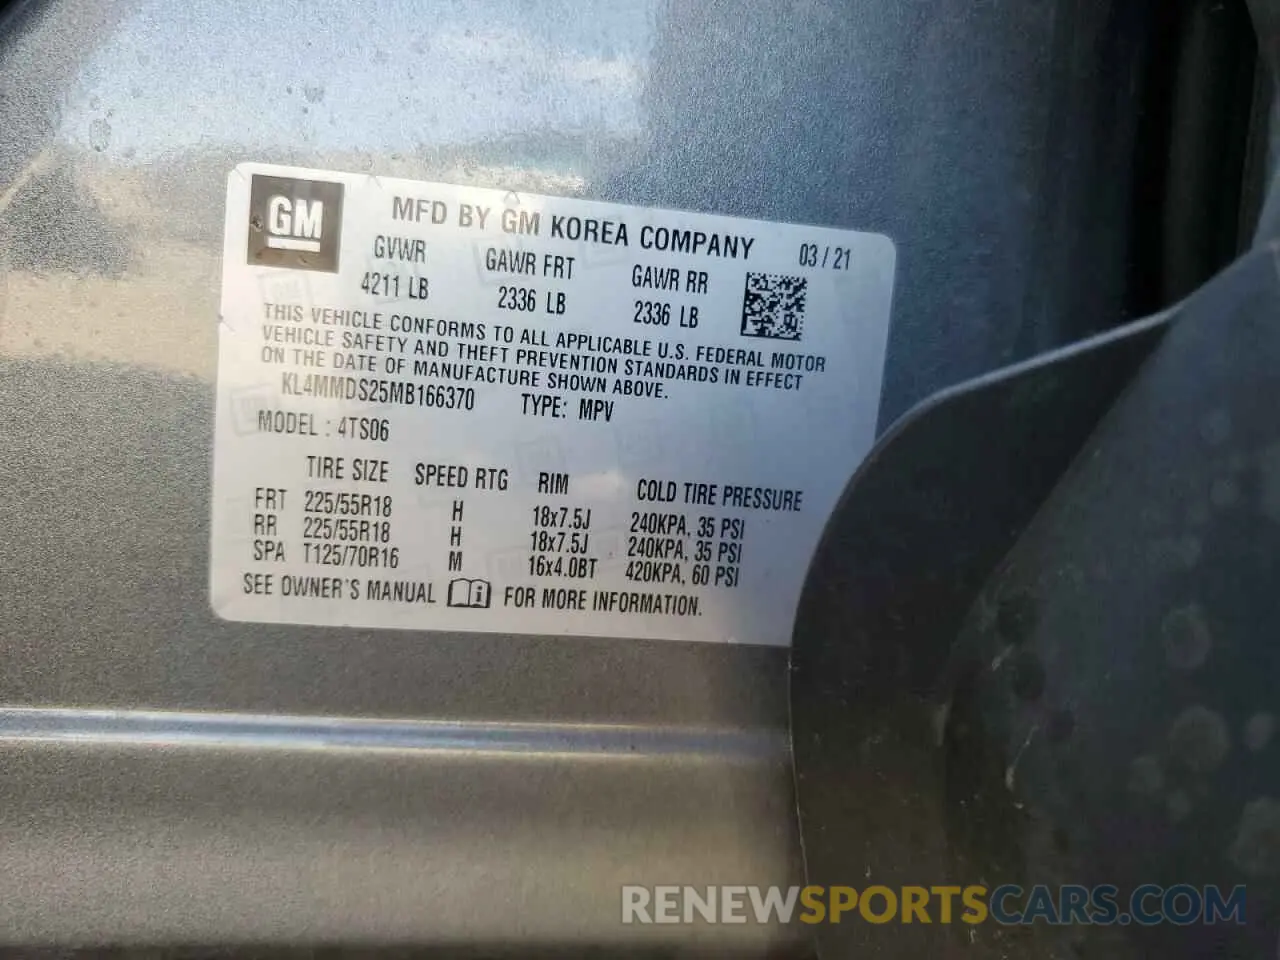 GM
MFD BY GM KOREA COMPANY 03/21
GVWR GAWR FRT GAWR RR
4211 LB 2336 LB 2336 LB
THIS VEHICLE CONFORMS TO ALL APPLICABLE U.S. FEDERAL MOTOR
VEHICLE SAFETY AND THEFT PREVENTION STANDARDS IN EFFECT
ON THE DATE OF MANUFACTURE SHOWN ABOVE.
KL4MMDS25MB166370 TYPE: MPV
MODEL : 4TS06
TIRE SIZE SPEED RTG RIM COLD TIRE PRESSURE
FRT 225/55R18 H 18x7.5J 240KPA, 35 PSI
RR 225/55R18 H 18x7.5J 240KPA, 35 PSI
SPA T125/70R16 M 16x4.0BT 420KPA, 60 PSI
SEE OWNER'S MANUAL i FOR MORE INFORMATION.
RENEWSPORTSCARS.COM